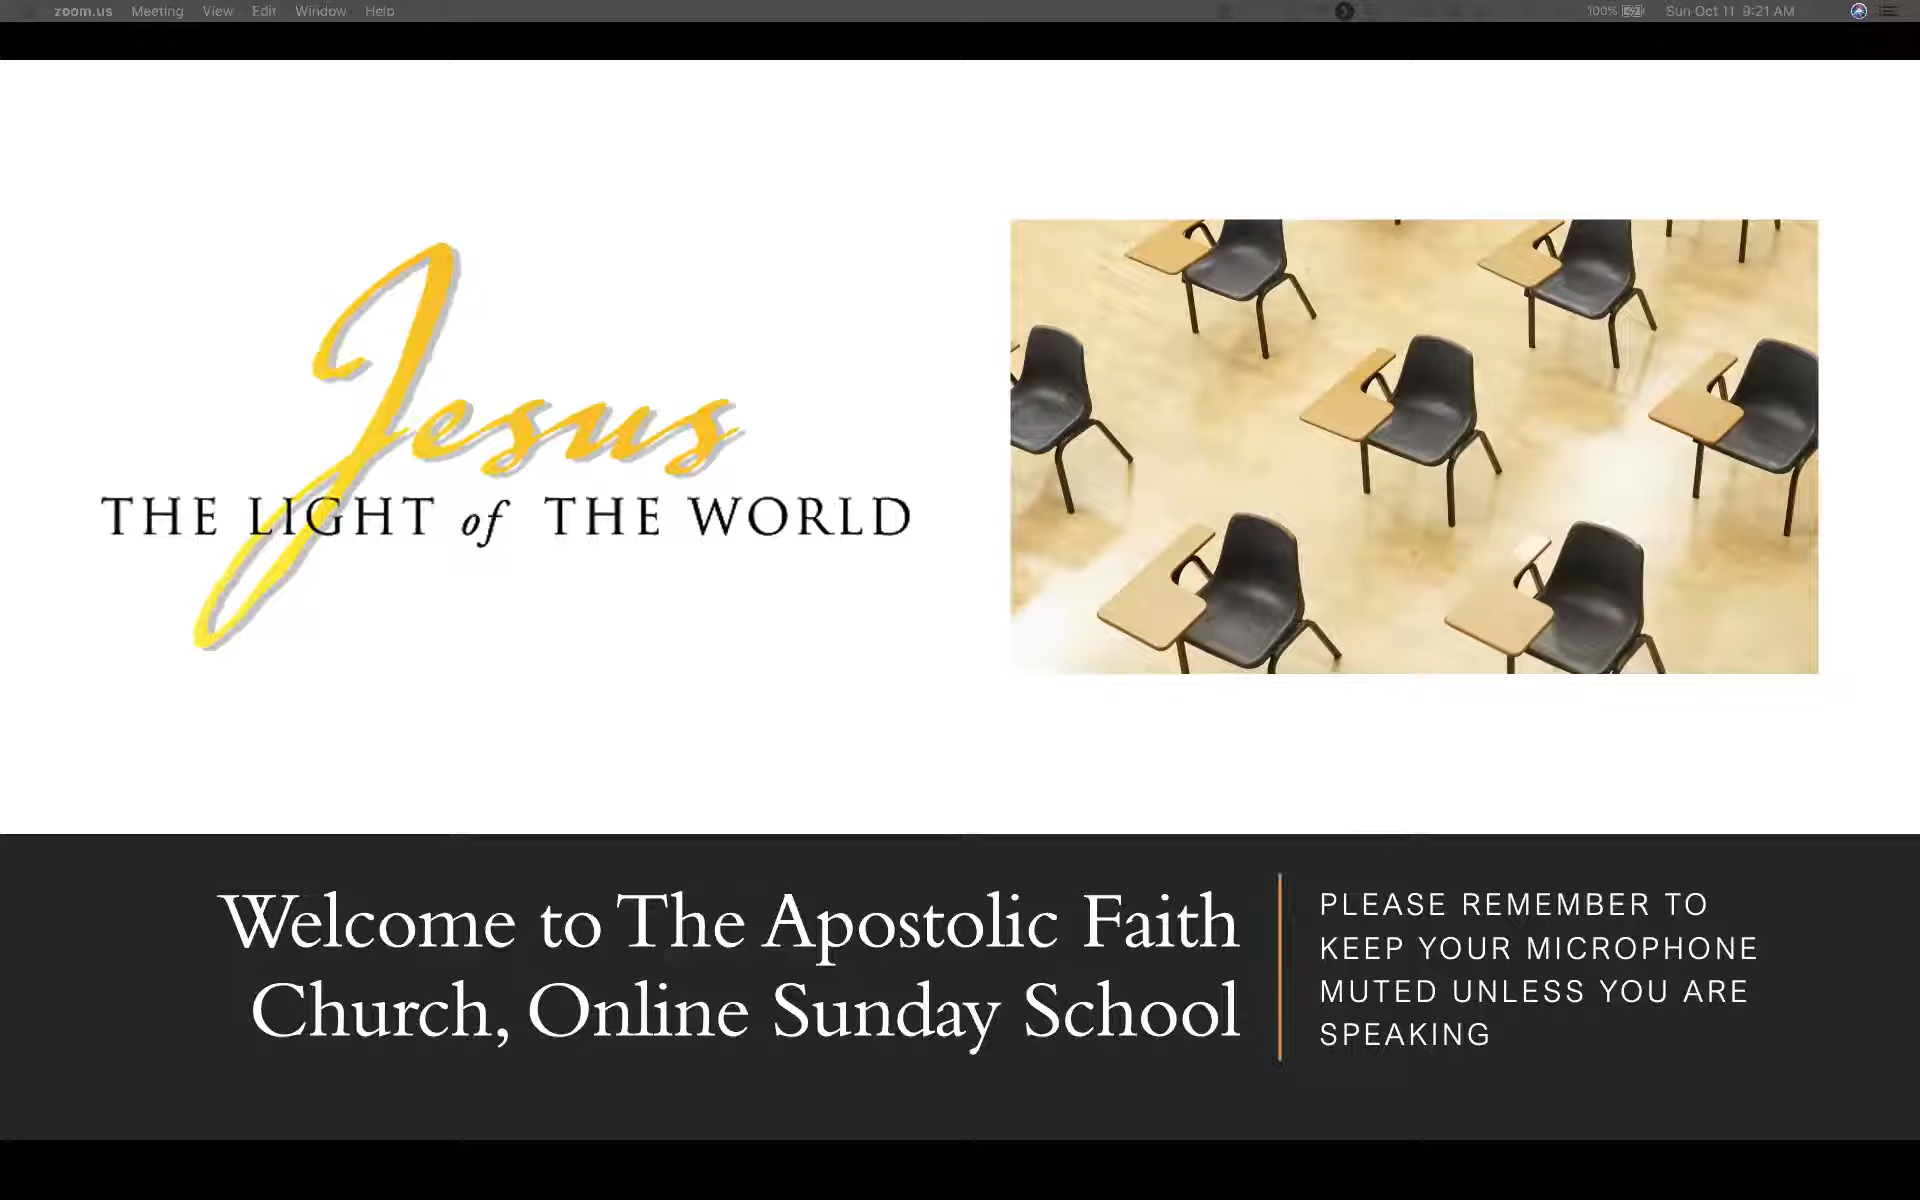 zoom.us Meeting View Edit Window Help 100% Sun Oct 11 9:21 AM
Jesus
THE LIGHT of THE WORLD
Welcome to The Apostolic Faith
Church, Online Sunday School
PLEASE REMEMBER TO
KEEP YOUR MICROPHONE
MUTED UNLESS YOU ARE
SPEAKING